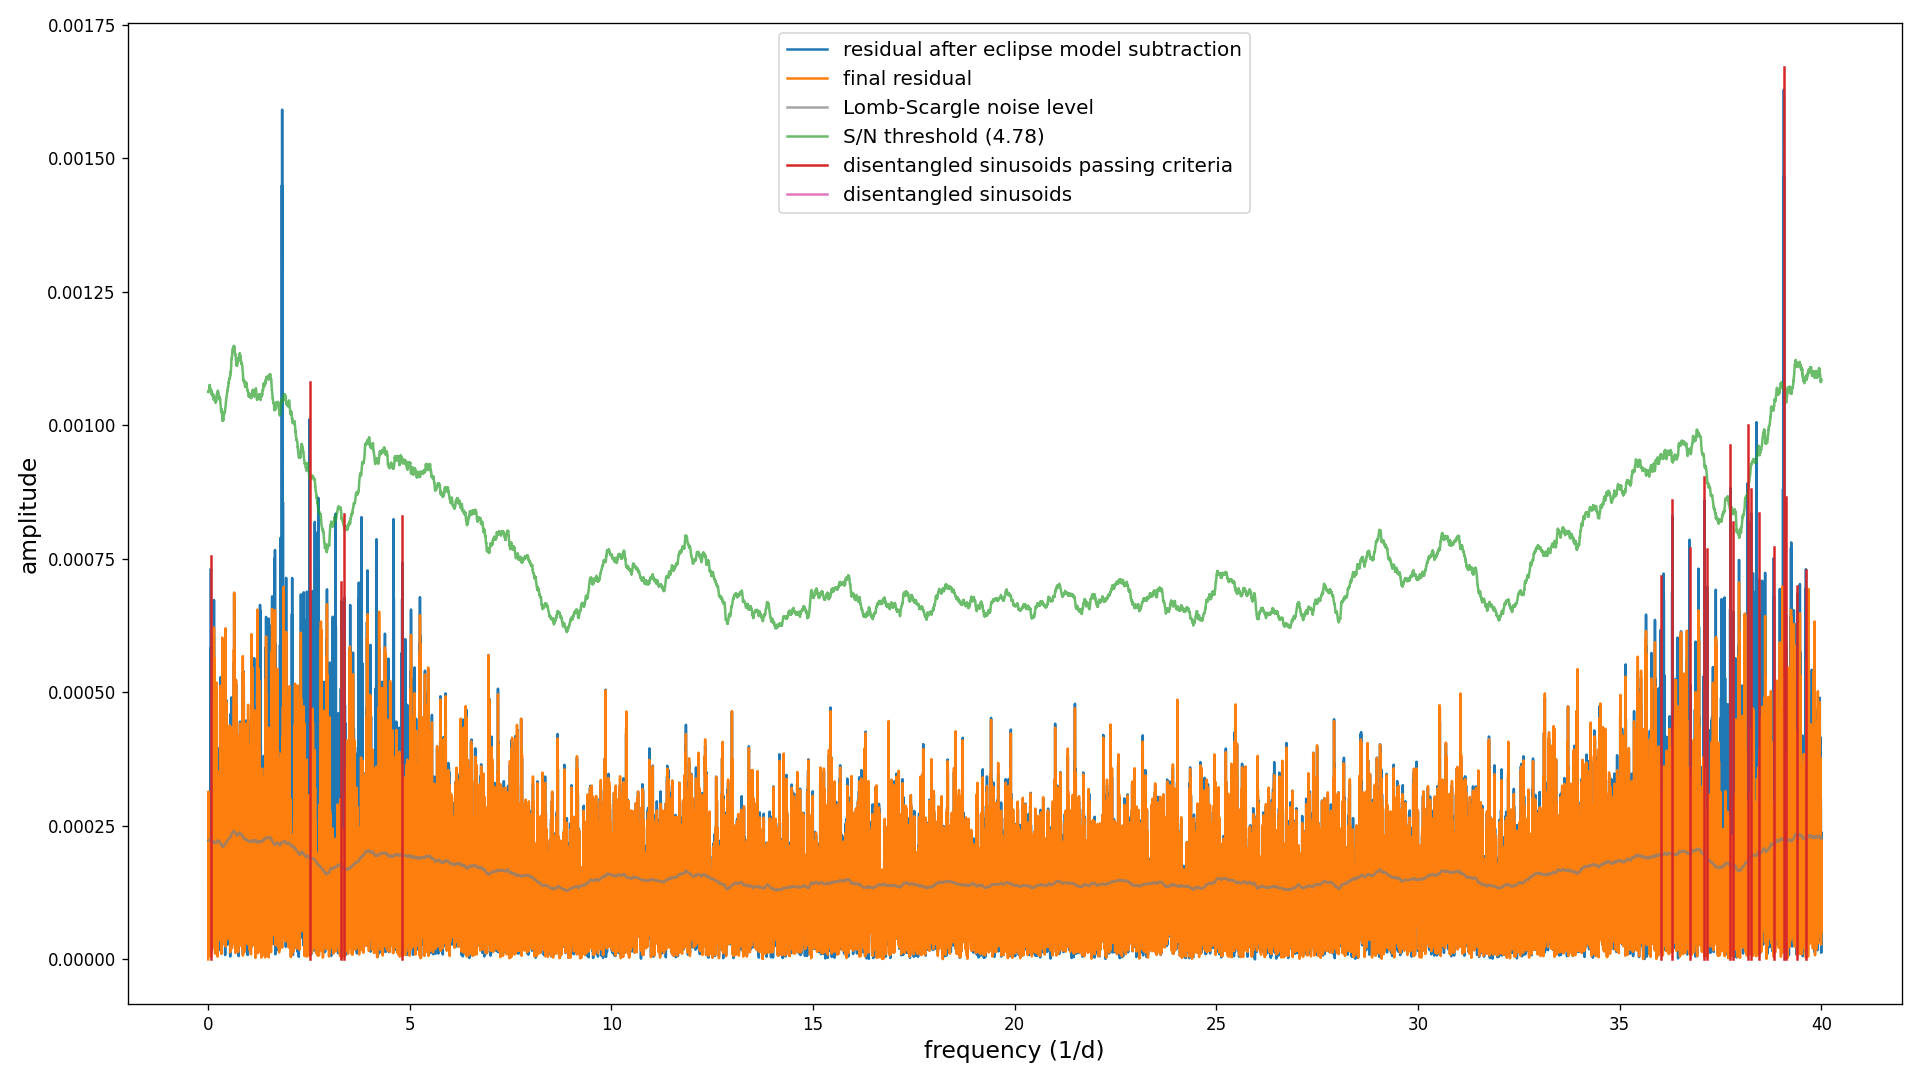 0.00175
0.00150
0.00125
0.00100
0.00075
0.00050
0.00025
0.00000
amplitude
residual after eclipse model subtraction
final residual
Lomb-Scargle noise level
S/N threshold (4.78)
disentangled sinusoids passing criteria
disentangled sinusoids
0 5 10 15 20 25 30 35 40
frequency (1/d)